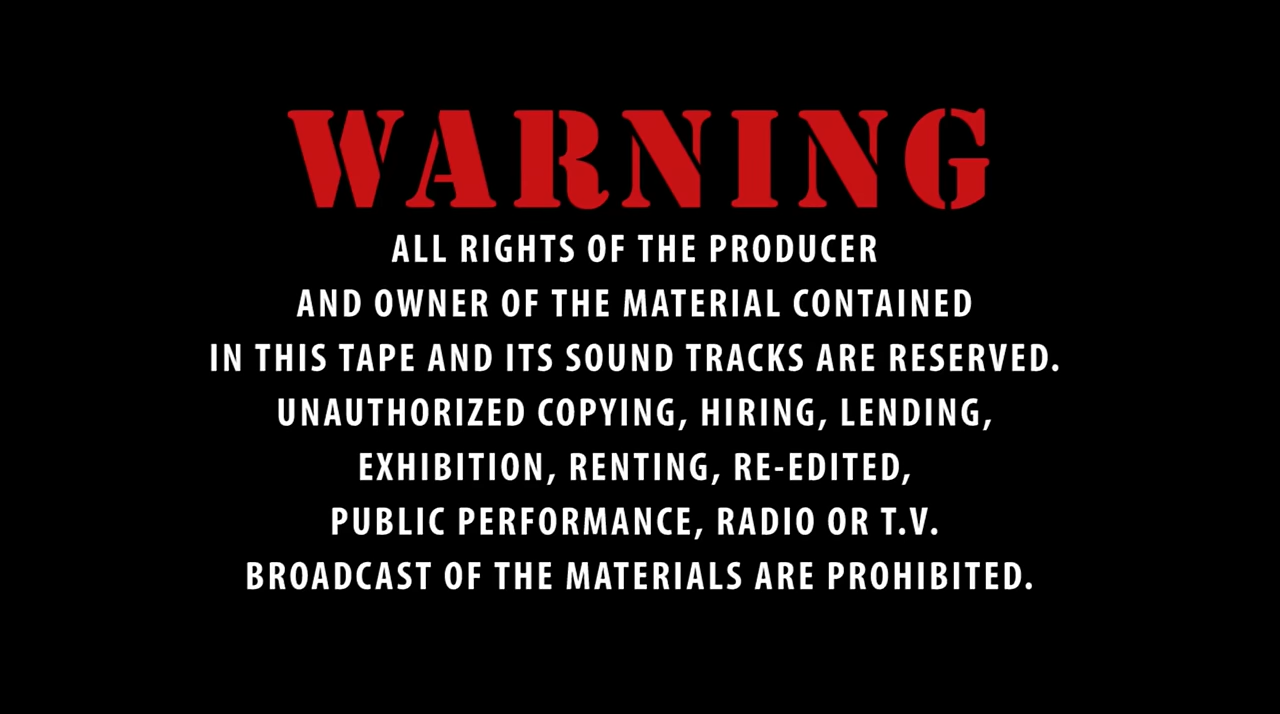 WARNING
ALL RIGHTS OF THE PRODUCER
AND OWNER OF THE MATERIAL CONTAINED
IN THIS TAPE AND ITS SOUND TRACKS ARE RESERVED.
UNAUTHORIZED COPYING, HIRING, LENDING,
EXHIBITION, RENTING, RE-EDITED,
PUBLIC PERFORMANCE, RADIO OR T.V.
BROADCAST OF THE MATERIALS ARE PROHIBITED.